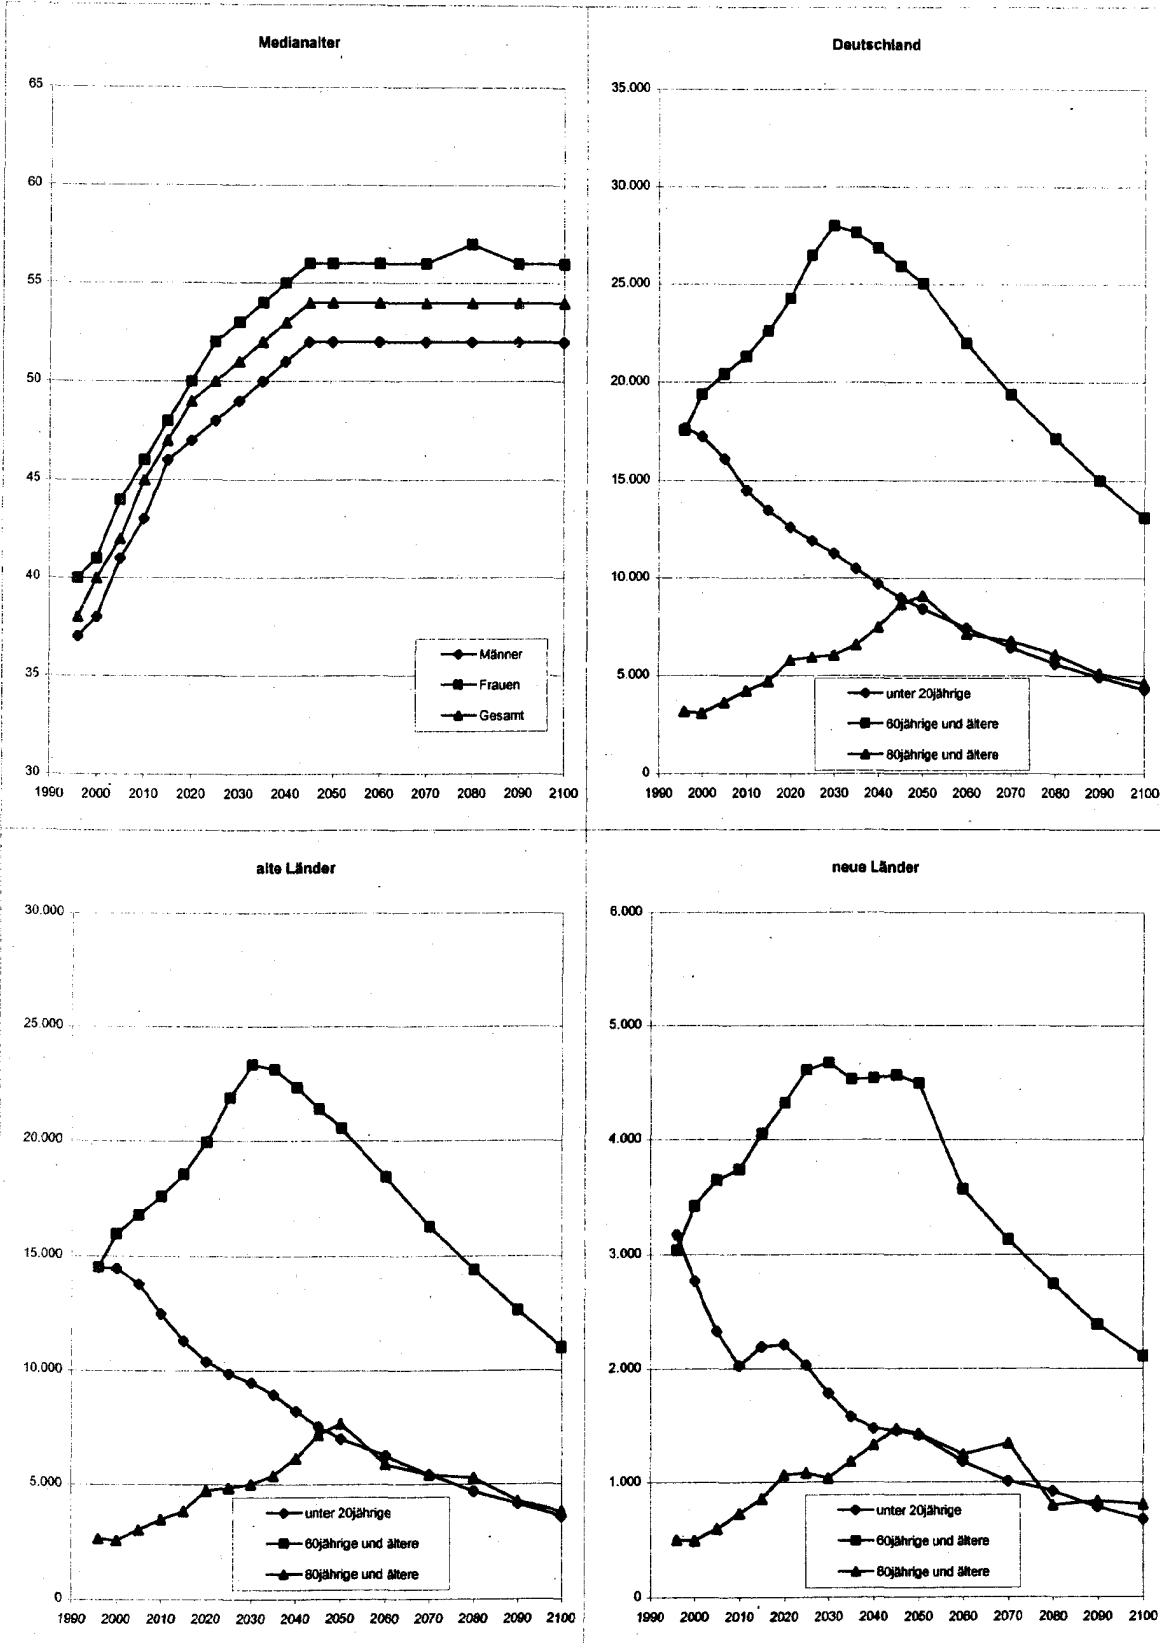 Medianalter
65
60
55
50
45
40
35
30
1990 2000 2010 2020 2030 2040 2050 2060 2070 2080 2090 2100
Männer
Frauen
Gesamt
Deutschland
35.000
30.000
25.000
20.000
15.000
10.000
5.000
0
1990 2000 2010 2020 2030 2040 2050 2060 2070 2080 2090 2100
unter 20jährige
60jährige und ältere
80jährige und ältere
alte Länder
30.000
25.000
20.000
15.000
10.000
5.000
0
1990 2000 2010 2020 2030 2040 2050 2060 2070 2080 2090 2100
unter 20jährige
60jährige und ältere
80jährige und ältere
neue Länder
6.000
5.000
4.000
3.000
2.000
1.000
0
1990 2000 2010 2020 2030 2040 2050 2060 2070 2080 2090 2100
unter 20jährige
60jährige und ältere
80jährige und ältere